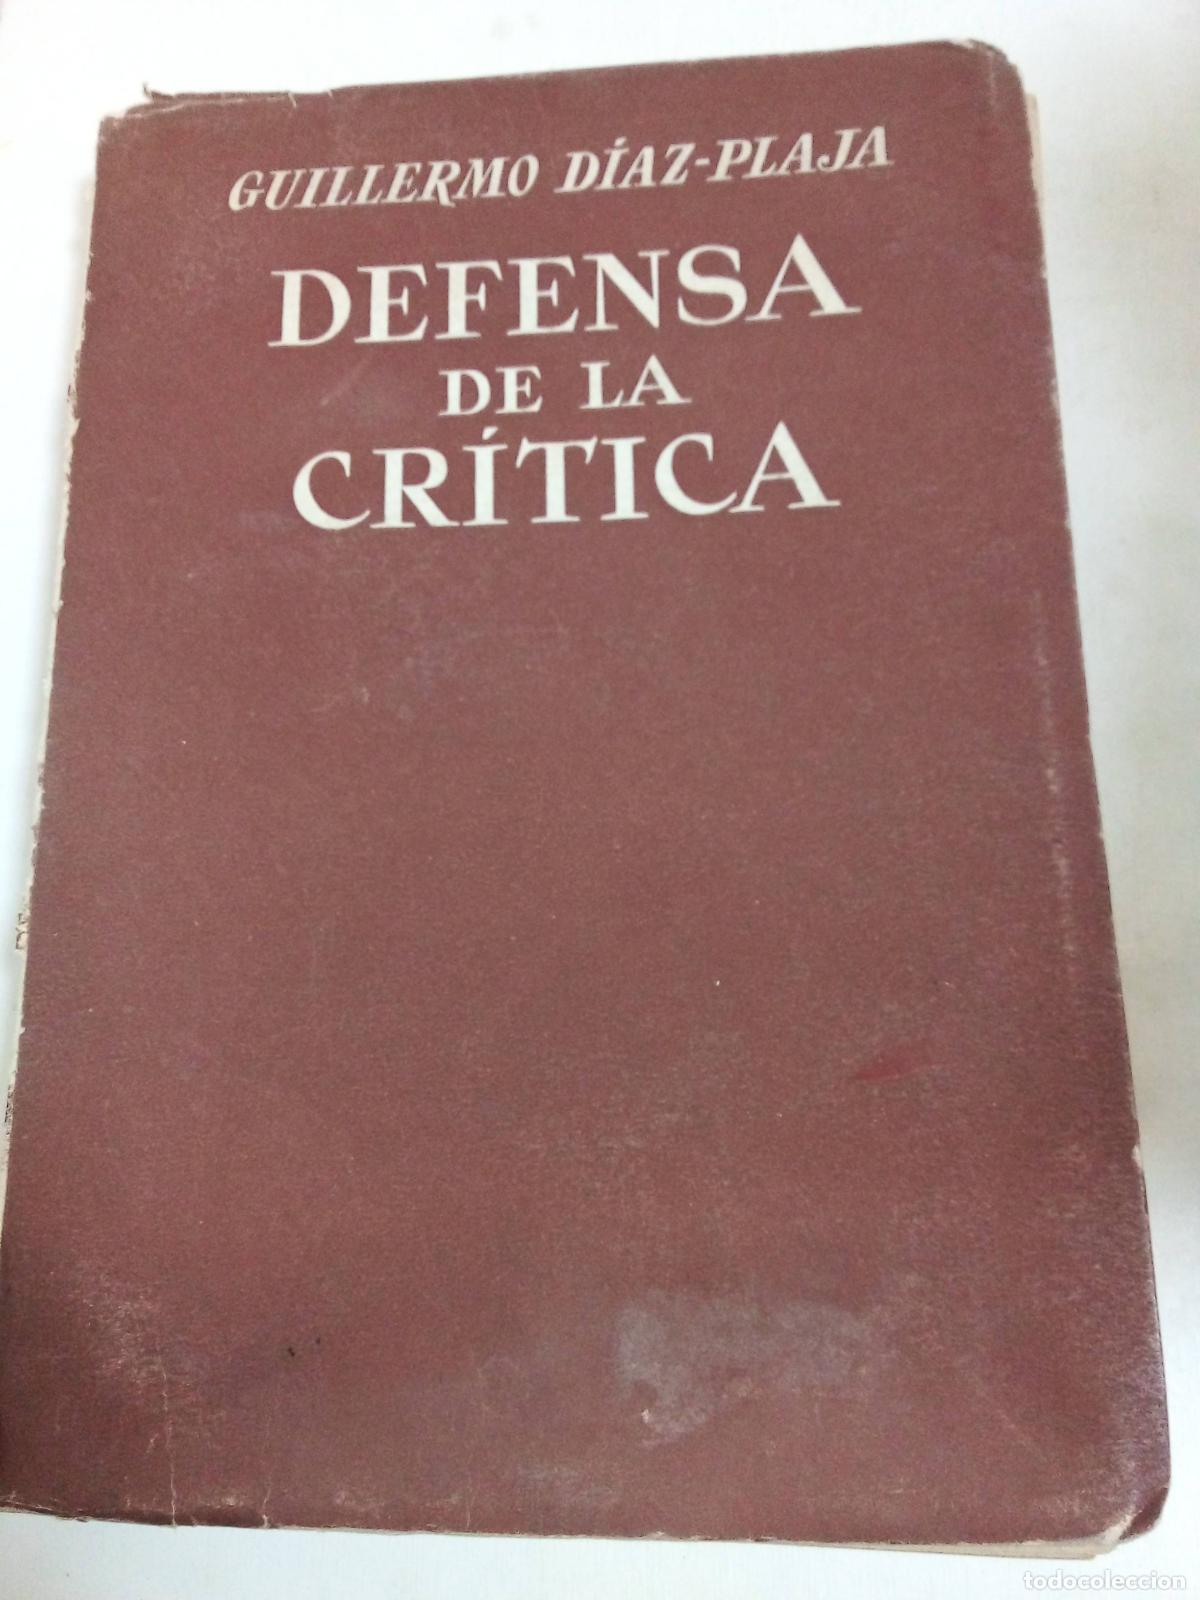 GUILLERMO DÍAZ-PLAJA
DEFENSA
DE LA
CRÍTICA
todocoleccion